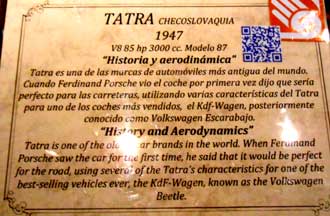 TATRA CHECOSLOVAQUIA
1947
V8 85 hp 3000 cc. Modelo 87
"Historia y aerodinámica"
Tatra es una de las marcas de automóviles más antigua del mundo.
Cuando Ferdinand Porsche vio el coche por primera vez dijo que sería
perfecto para las carreteras, utilizando varias características del Tatra
para uno de los coches más vendidos, el Kdf-Wagen, posteriormente
conocido como Volkswagen Escarabajo.
"History and Aerodynamics"
Tatra is one of the oldest car brands in the world. When Ferdinand
Porsche saw the car for the first time, he said that it would be perfect
for the road, using several of the Tatra's characteristics for one of the
best-selling vehicles ever, the KdF-Wagen, known as the Volkswagen
Beetle.